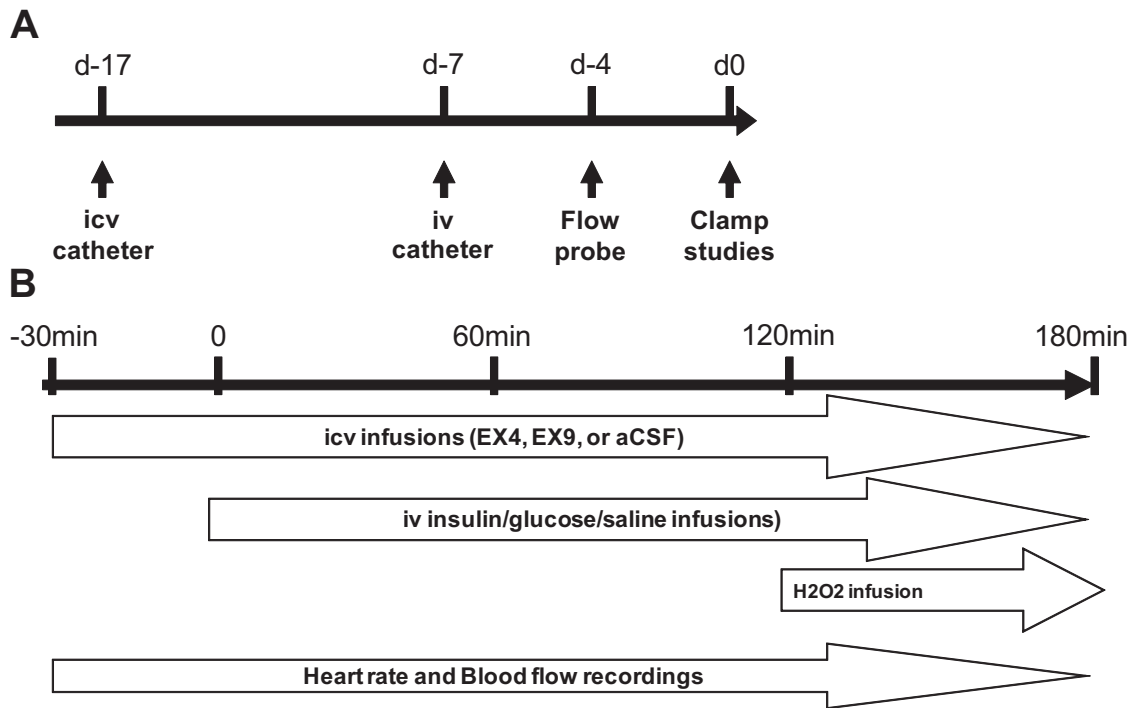 A
d-17 d-7 d-4 d0
icv iv Flow Clamp
catheter catheter probe studies
B
-30min 0 60min 120min 180min
icv infusions (EX4, EX9, or aCSF)
iv insulin/glucose/saline infusions)
H2O2 infusion
Heart rate and Blood flow recordings